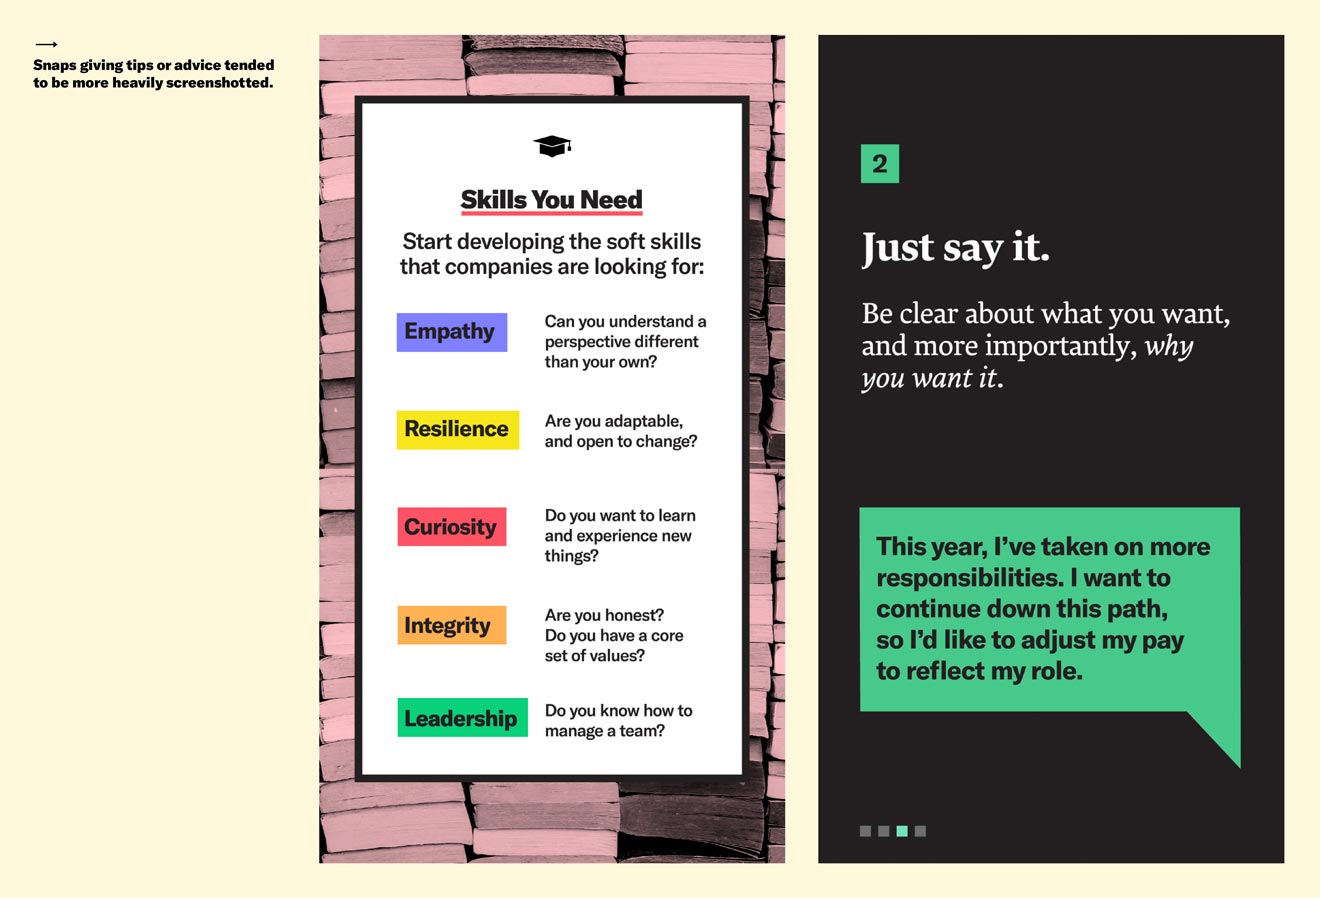 Snaps giving tips or advice tended
to be more heavily screenshotted.
Skills You Need
Start developing the soft skills
that companies are looking for:
Empathy
Can you understand a
perspective different
than your own?
Resilience
Are you adaptable,
and open to change?
Curiosity
Do you want to learn
and experience new
things?
Integrity
Are you honest?
Do you have a core
set of values?
Leadership
Do you know how to
manage a team?
2
Just say it.
Be clear about what you want,
and more importantly, why
you want it.
This year, I’ve taken on more
responsibilities. I want to
continue down this path,
so I’d like to adjust my pay
to reflect my role.